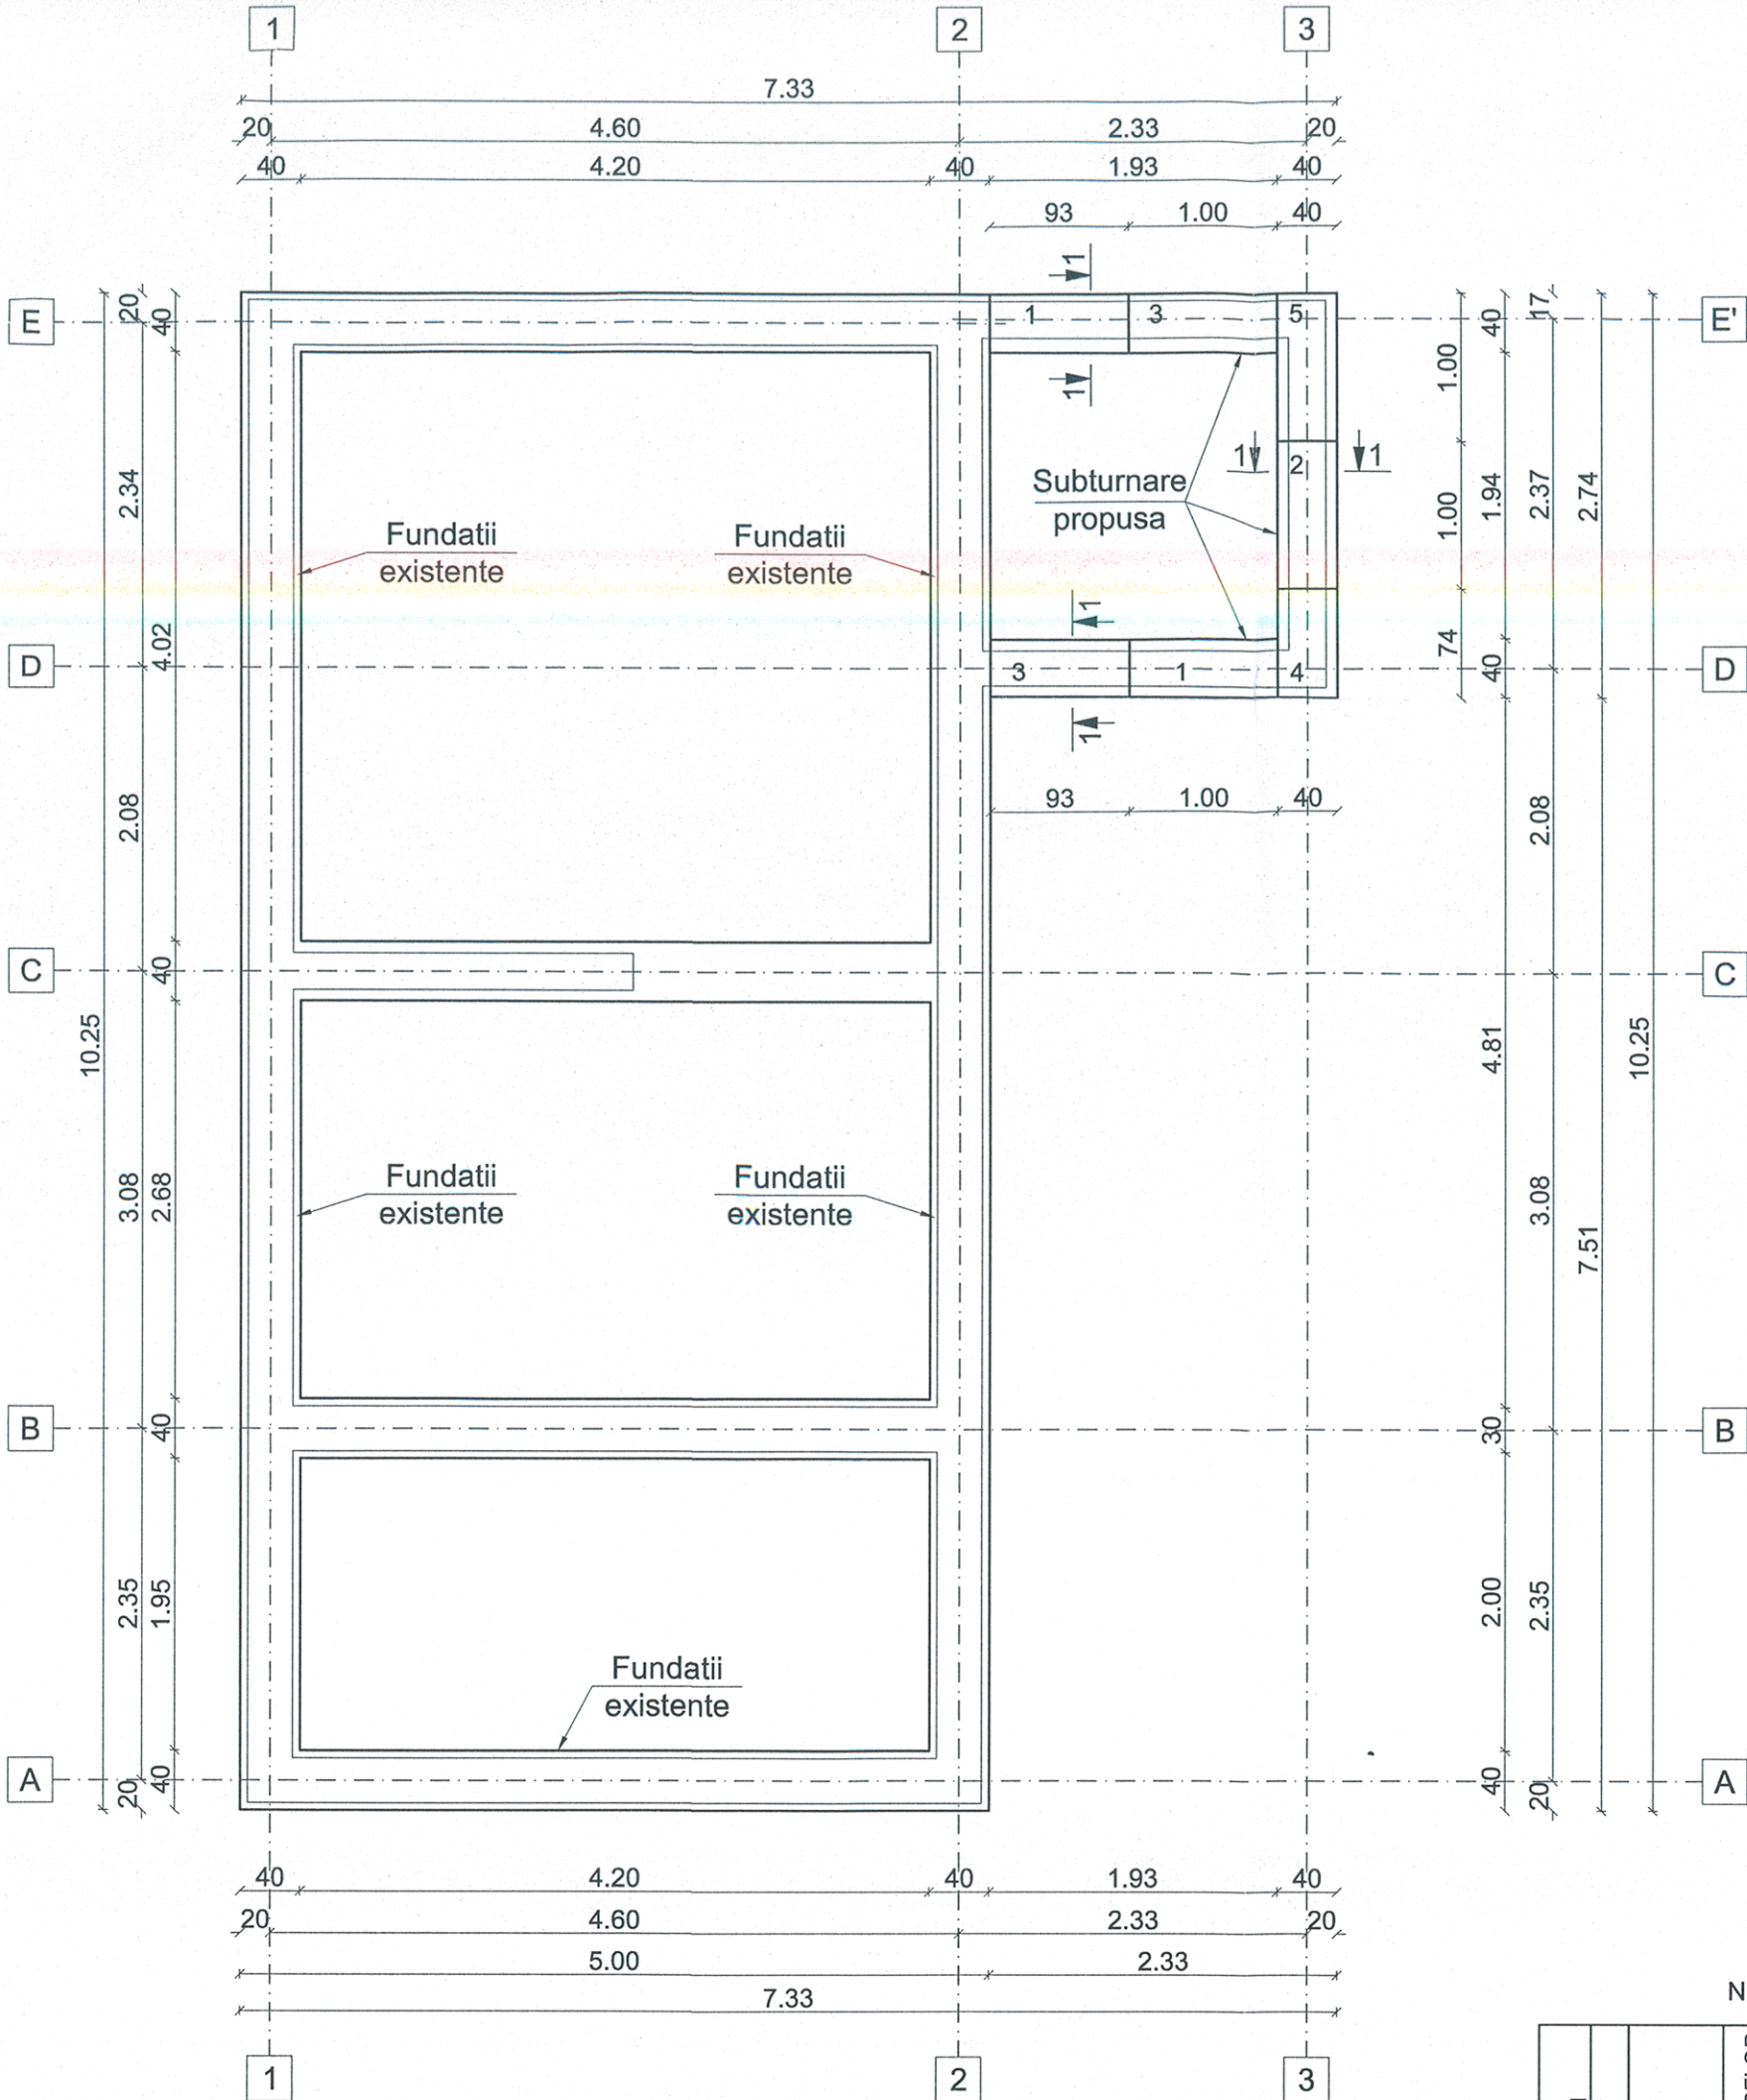 1 2 3
7.33
20 4.60 2.33 20
40 4.20 40 1.93 40
93 1.00 40
1
E 20 40 1 3 5 40 17 E'
1
1.00
2.34 1 2 1 1.00 1.94 2.37 2.74
Subturnare
propusa
Fundatii Fundatii
existente existente
1
4.02 74
D 3 1 4 40 D
1
93 1.00 40
2.08 2.08
C 40 C
10.25 4.81 10.25
3.08 2.68 3.08
Fundatii Fundatii
existente existente
7.51
B 40 30 B
2.35 1.95 2.00 2.35
Fundatii
existente
A 20 40 40 20 A
40 4.20 40 1.93 40
20 4.60 2.33 20
5.00 2.33
7.33
N
1 2 3